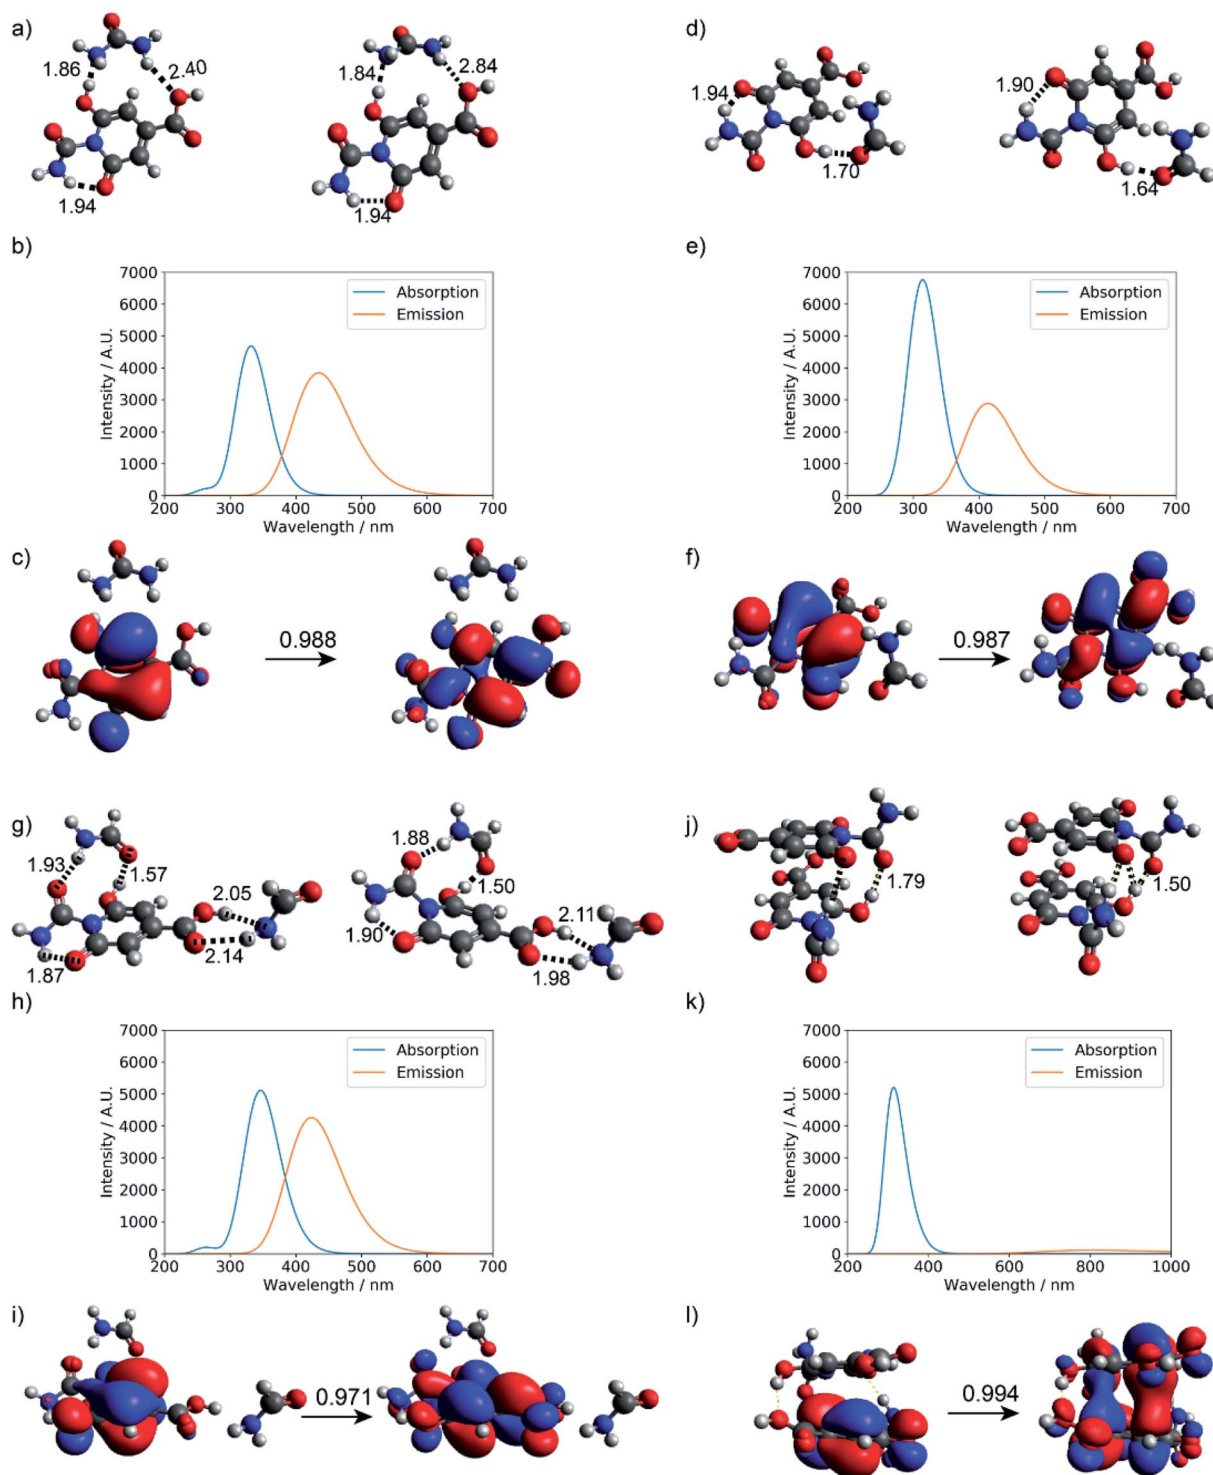 a)
1.86
2.40
1.94
1.84
2.84
1.94
d)
1.94
1.70
1.90
1.64
b)
7000
6000
5000
4000
3000
2000
1000
0
Intensity / A.U.
Absorption
Emission
200 300 400 500 600 700
Wavelength / nm
e)
7000
6000
5000
4000
3000
2000
1000
0
Intensity / A.U.
Absorption
Emission
200 300 400 500 600 700
Wavelength / nm
c)
0.988
f)
0.987
g)
1.93
1.57
2.05
2.14
1.87
1.88
1.50
2.11
1.90
1.98
j)
1.79
1.50
h)
7000
6000
5000
4000
3000
2000
1000
0
Intensity / A.U.
Absorption
Emission
200 300 400 500 600 700
Wavelength / nm
k)
7000
6000
5000
4000
3000
2000
1000
0
Intensity / A.U.
Absorption
Emission
200 400 600 800 1000
Wavelength / nm
i)
0.971
l)
0.994